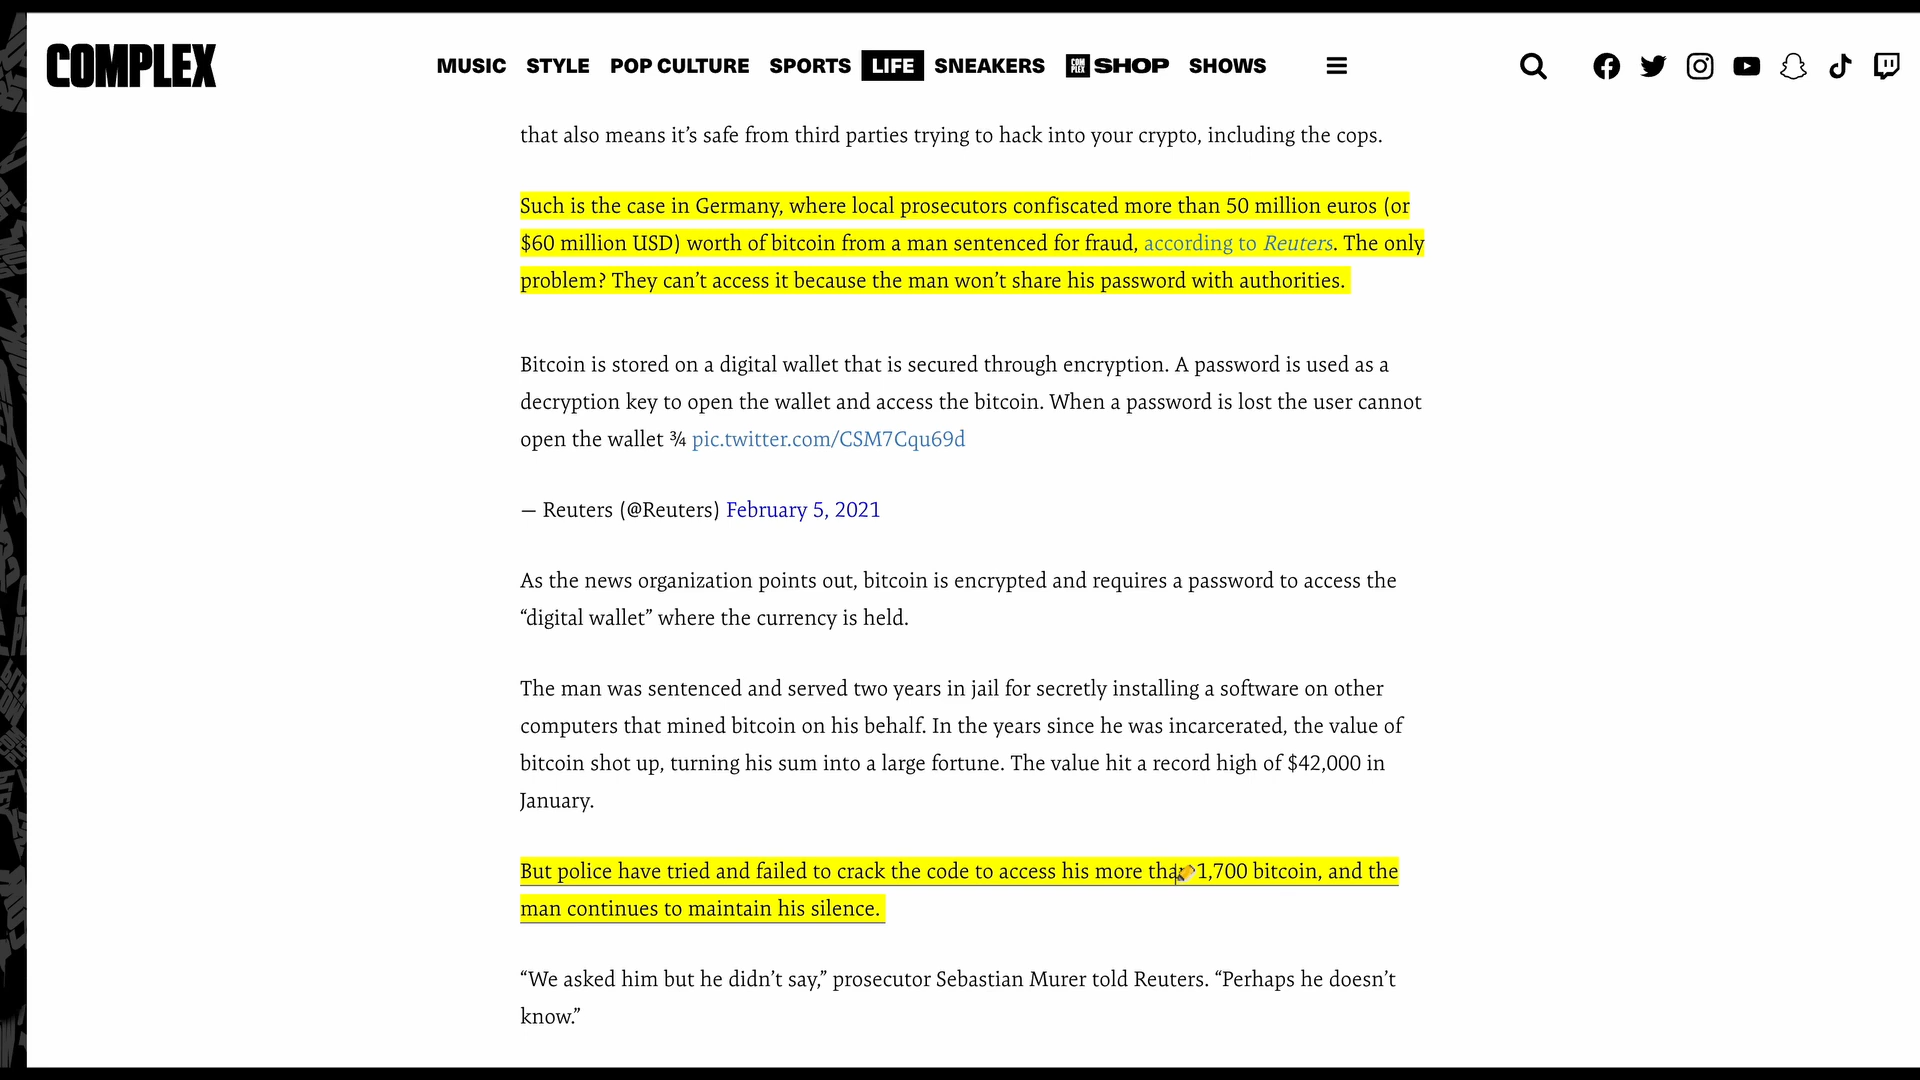 COMPLEX
MUSIC STYLE POP CULTURE SPORTS LIFE SNEAKERS COMPLEX SHOP SHOWS
that also means it’s safe from third parties trying to hack into your crypto, including the cops.
Such is the case in Germany, where local prosecutors confiscated more than 50 million euros (or
$60 million USD) worth of bitcoin from a man sentenced for fraud, according to Reuters. The only
problem? They can’t access it because the man won’t share his password with authorities.
Bitcoin is stored on a digital wallet that is secured through encryption. A password is used as a
decryption key to open the wallet and access the bitcoin. When a password is lost the user cannot
open the wallet ¾ pic.twitter.com/CSM7Cqu69d
— Reuters (@Reuters) February 5, 2021
As the news organization points out, bitcoin is encrypted and requires a password to access the
“digital wallet” where the currency is held.
The man was sentenced and served two years in jail for secretly installing a software on other
computers that mined bitcoin on his behalf. In the years since he was incarcerated, the value of
bitcoin shot up, turning his sum into a large fortune. The value hit a record high of $42,000 in
January.
But police have tried and failed to crack the code to access his more than 1,700 bitcoin, and the
man continues to maintain his silence.
“We asked him but he didn’t say,” prosecutor Sebastian Murer told Reuters. “Perhaps he doesn’t
know.”